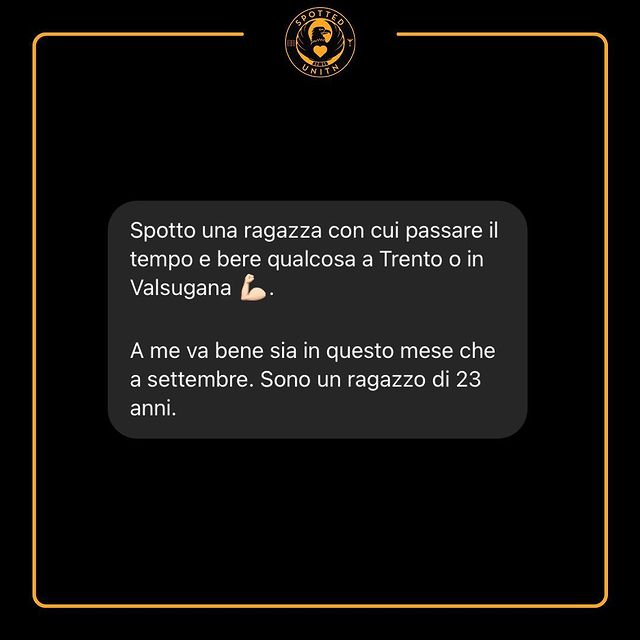 SPOTTED
UNITN
Spotto una ragazza con cui passare il
tempo e bere qualcosa a Trento o in
Valsugana 💪🏻.
A me va bene sia in questo mese che
a settembre. Sono un ragazzo di 23
anni.